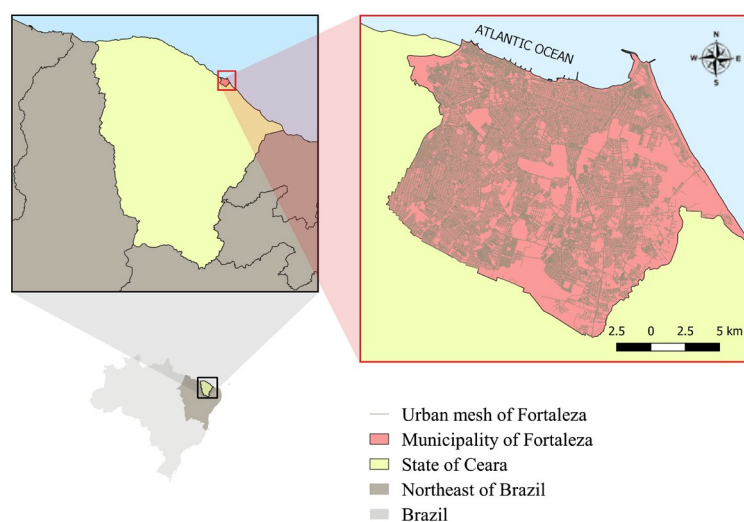 ATLANTIC OCEAN
N
W E
S
2.5 0 2.5 5 km
Urban mesh of Fortaleza
Municipality of Fortaleza
State of Ceara
Northeast of Brazil
Brazil